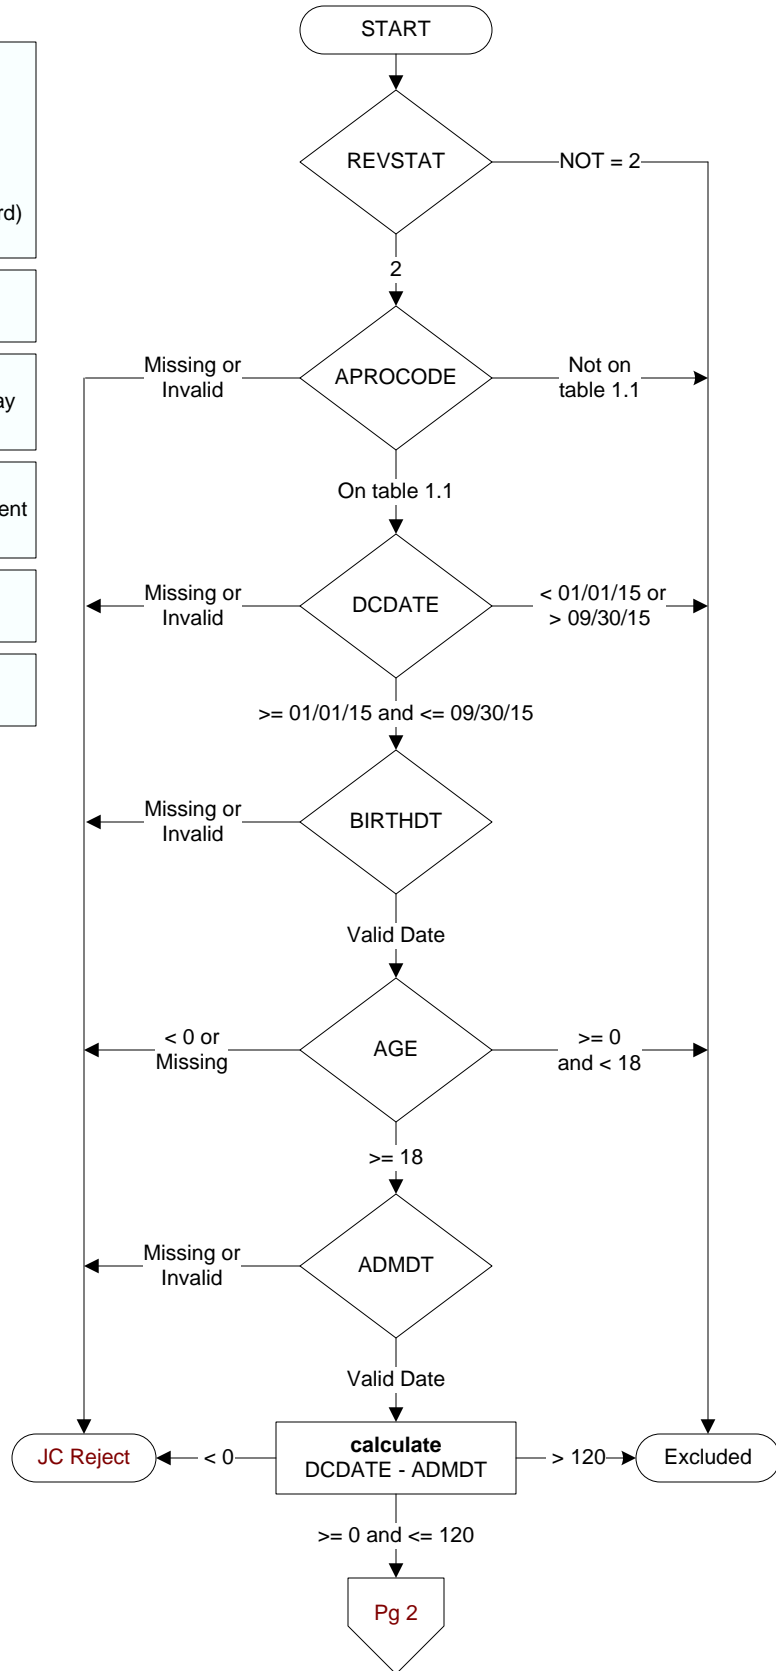 START
REVSTAT
NOT = 2
rd)
2
Missing or
Invalid
APROCODE
Not on
table 1.1
ay
On table 1.1
ent
Missing or
Invalid
DCDATE
< 01/01/15 or
> 09/30/15
>= 01/01/15 and <= 09/30/15
Missing or
Invalid
BIRTHDT
Valid Date
< 0 or
Missing
AGE
>= 0
and < 18
>= 18
Missing or
Invalid
ADMDT
Valid Date
JC Reject
< 0
calculate
DCDATE - ADMDT
> 120
Excluded
>= 0 and <= 120
Pg 2